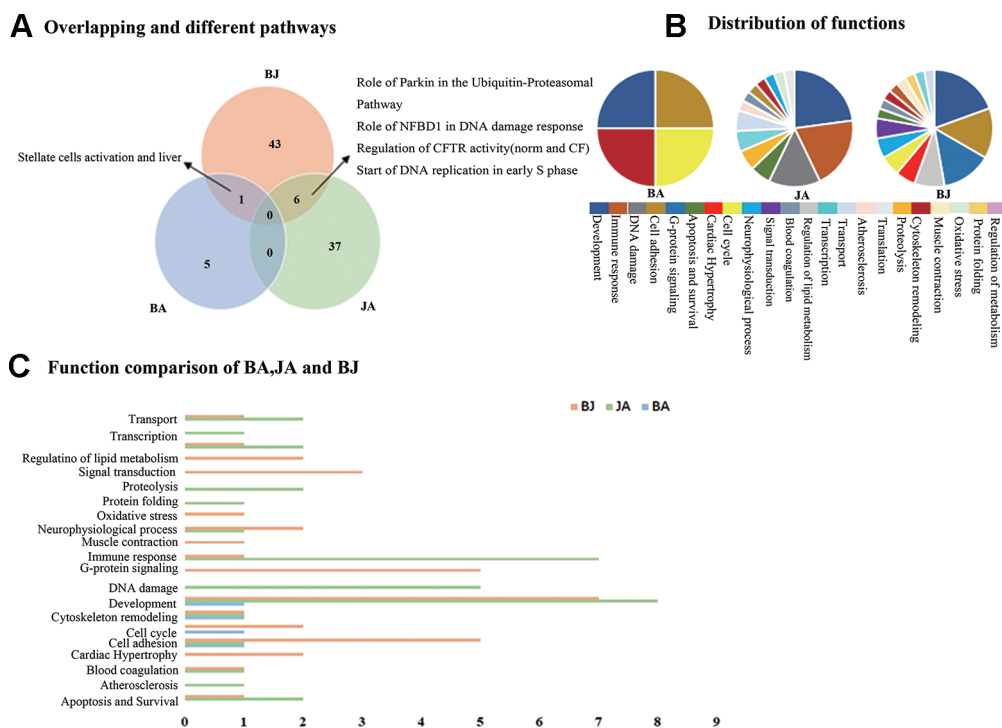 A Overlapping and different pathways
BJ
43
Stellate cells activation and liver
1
6
0
0
5
37
BA
JA
Role of Parkin in the Ubiquitin-Proteasomal
Pathway
Role of NFBD1 in DNA damage response
Regulation of CFTR activity(norm and CF)
Start of DNA replication in early S phase
B Distribution of functions
BA
JA
BJ
Development
Immune response
DNA damage
Cell adhesion
G-protein signaling
Apoptosis and survival
Cardiac Hypertrophy
Cell cycle
Neurophysiological process
Signal transduction
Blood coagulation
Regulation of lipid metabolism
Transcription
Transport
Atherosclerosis
Translation
Proteolysis
Cytoskeleton remodeling
Muscle contraction
Oxidative stress
Protein folding
Regulation of metabolism
C Function comparison of BA,JA and BJ
BJ JA BA
Transport
Transcription
Regulatino of lipid metabolism
Signal transduction
Proteolysis
Protein folding
Oxidative stress
Neurophysiological process
Muscle contraction
Immune response
G-protein signaling
DNA damage
Development
Cytoskeleton remodeling
Cell cycle
Cell adhesion
Cardiac Hypertrophy
Blood coagulation
Atherosclerosis
Apoptosis and Survival
0 1 2 3 4 5 6 7 8 9